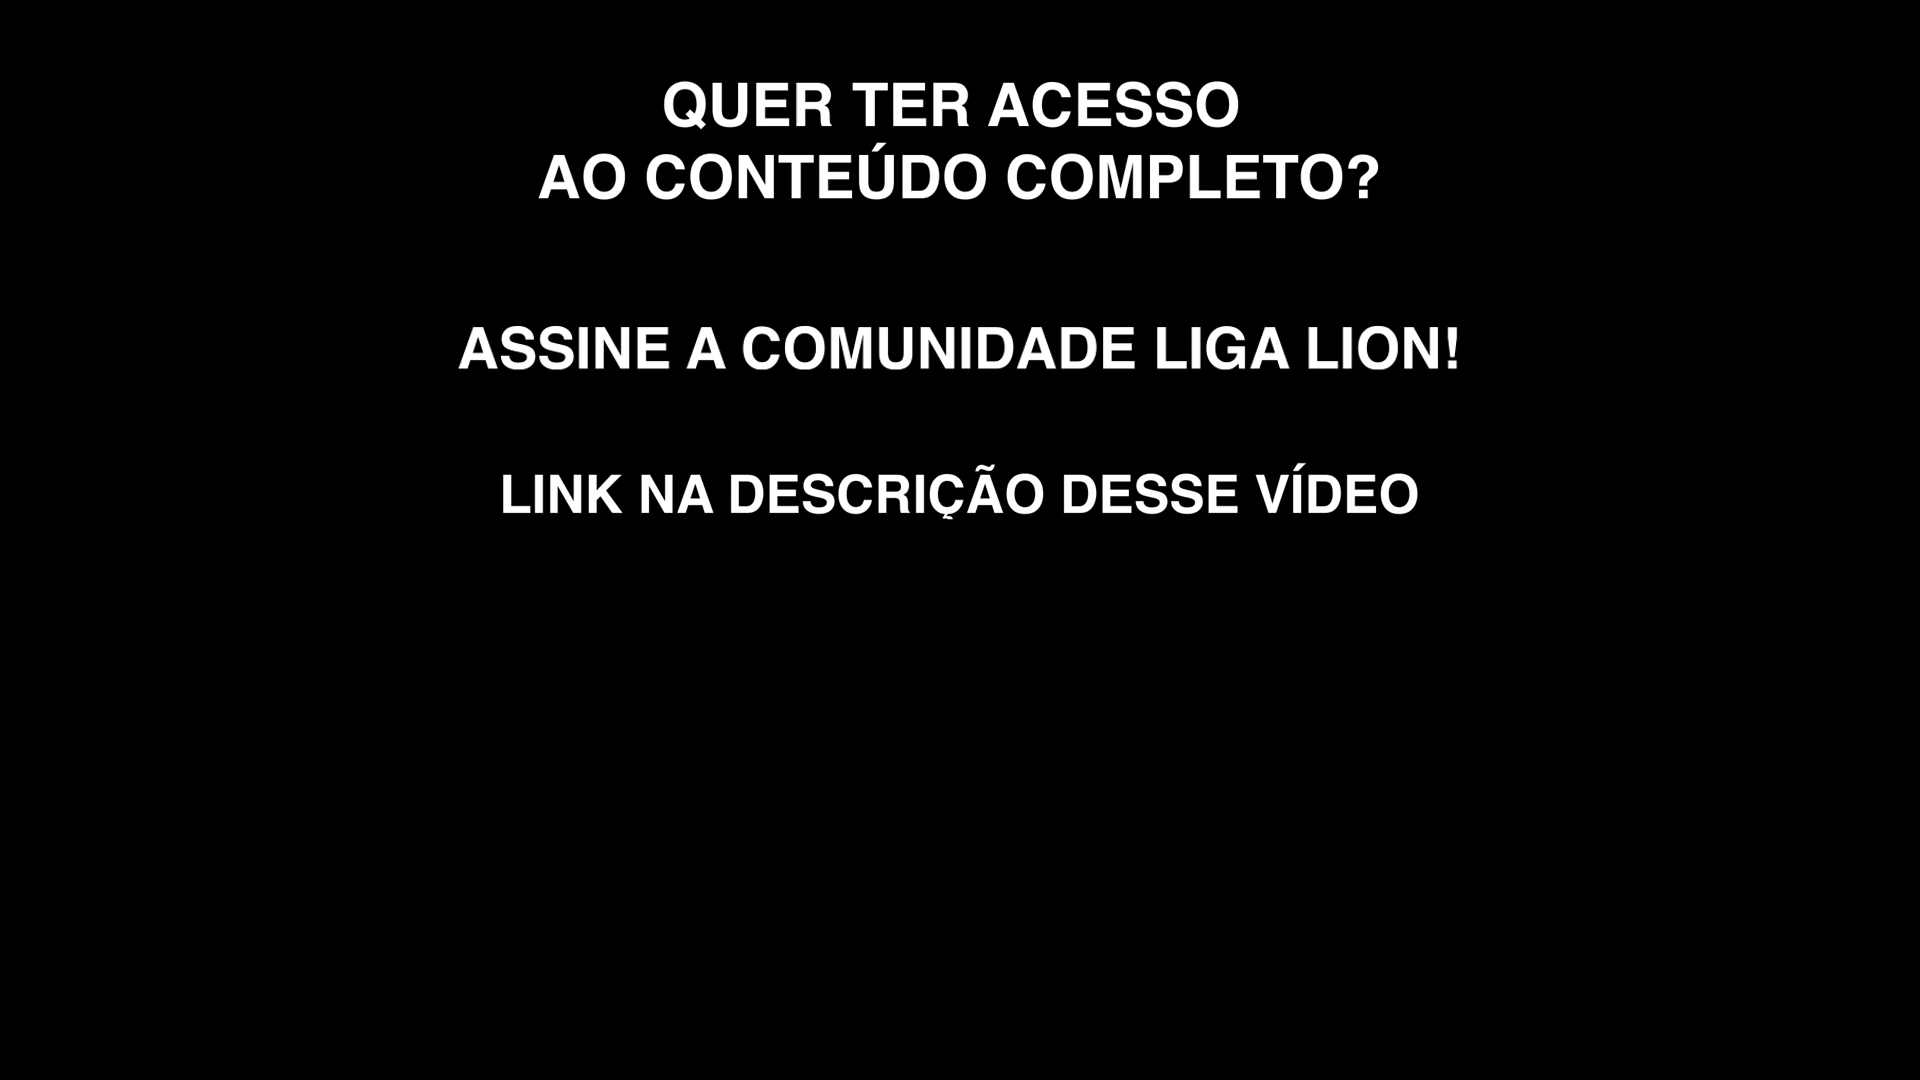 QUER TER ACESSO
AO CONTEÚDO COMPLETO?
ASSINE A COMUNIDADE LIGA LION!
LINK NA DESCRIÇÃO DESSE VÍDEO